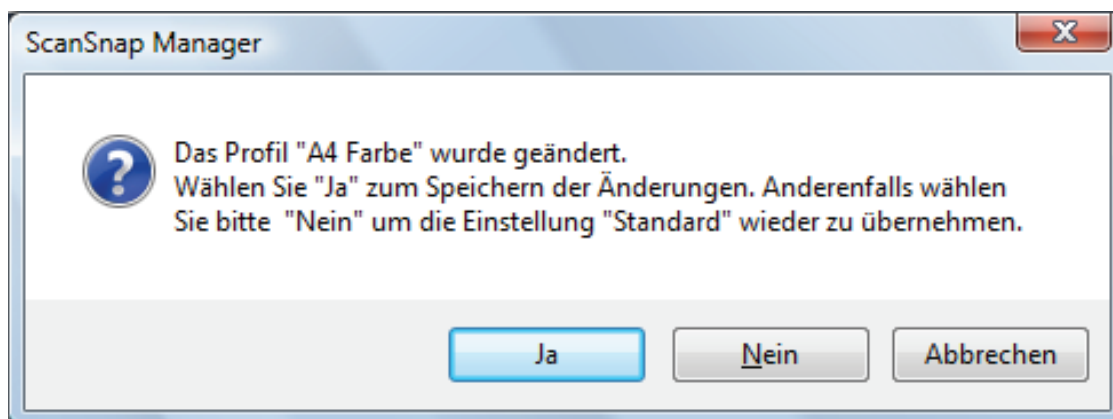 ScanSnap Manager
Das Profil "A4 Farbe" wurde geändert.
Wählen Sie "Ja" zum Speichern der Änderungen. Anderenfalls wählen
Sie bitte  "Nein" um die Einstellung "Standard" wieder zu übernehmen.
Ja
Nein
Abbrechen